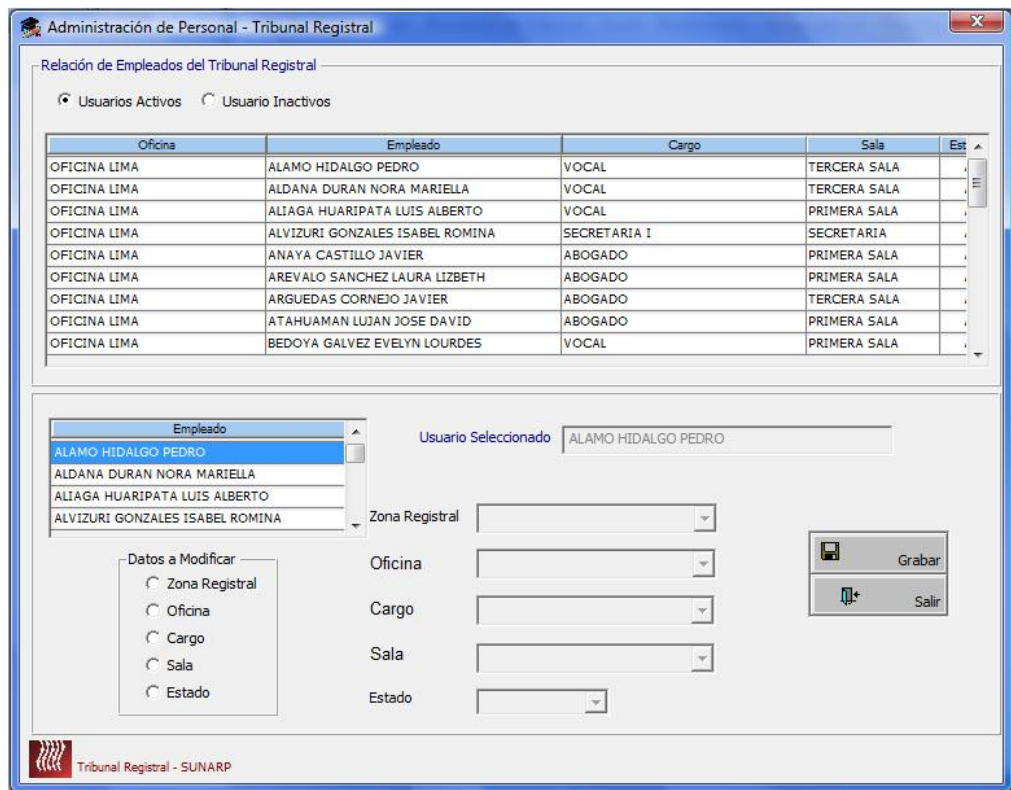 Administración de Personal - Tribunal Registral
Relación de Empleados del Tribunal Registral
Usuarios Activos Usuario Inactivos
Oficina Empleado Cargo Sala Est
OFICINA LIMA ALAMO HIDALGO PEDRO VOCAL TERCERA SALA
OFICINA LIMA ALDANA DURAN NORA MARIELLA VOCAL TERCERA SALA
OFICINA LIMA ALIAGA HUARIPATA LUIS ALBERTO VOCAL PRIMERA SALA
OFICINA LIMA ALVIZURI GONZALES ISABEL ROMINA SECRETARIA I SECRETARIA
OFICINA LIMA ANAYA CASTILLO JAVIER ABOGADO PRIMERA SALA
OFICINA LIMA AREVALO SANCHEZ LAURA LIZBETH ABOGADO PRIMERA SALA
OFICINA LIMA ARGUEDAS CORNEJO JAVIER ABOGADO TERCERA SALA
OFICINA LIMA ATAHUAMAN LUJAN JOSE DAVID ABOGADO PRIMERA SALA
OFICINA LIMA BEDOYA GALVEZ EVELYN LOURDES VOCAL PRIMERA SALA
Empleado
ALAMO HIDALGO PEDRO
ALDANA DURAN NORA MARIELLA
ALIAGA HUARIPATA LUIS ALBERTO
ALVIZURI GONZALES ISABEL ROMINA
Usuario Seleccionado ALAMO HIDALGO PEDRO
Datos a Modificar
Zona Registral
Oficina
Cargo
Sala
Estado
Zona Registral
Oficina
Cargo
Sala
Estado
Grabar
Salir
Tribunal Registral - SUNARP